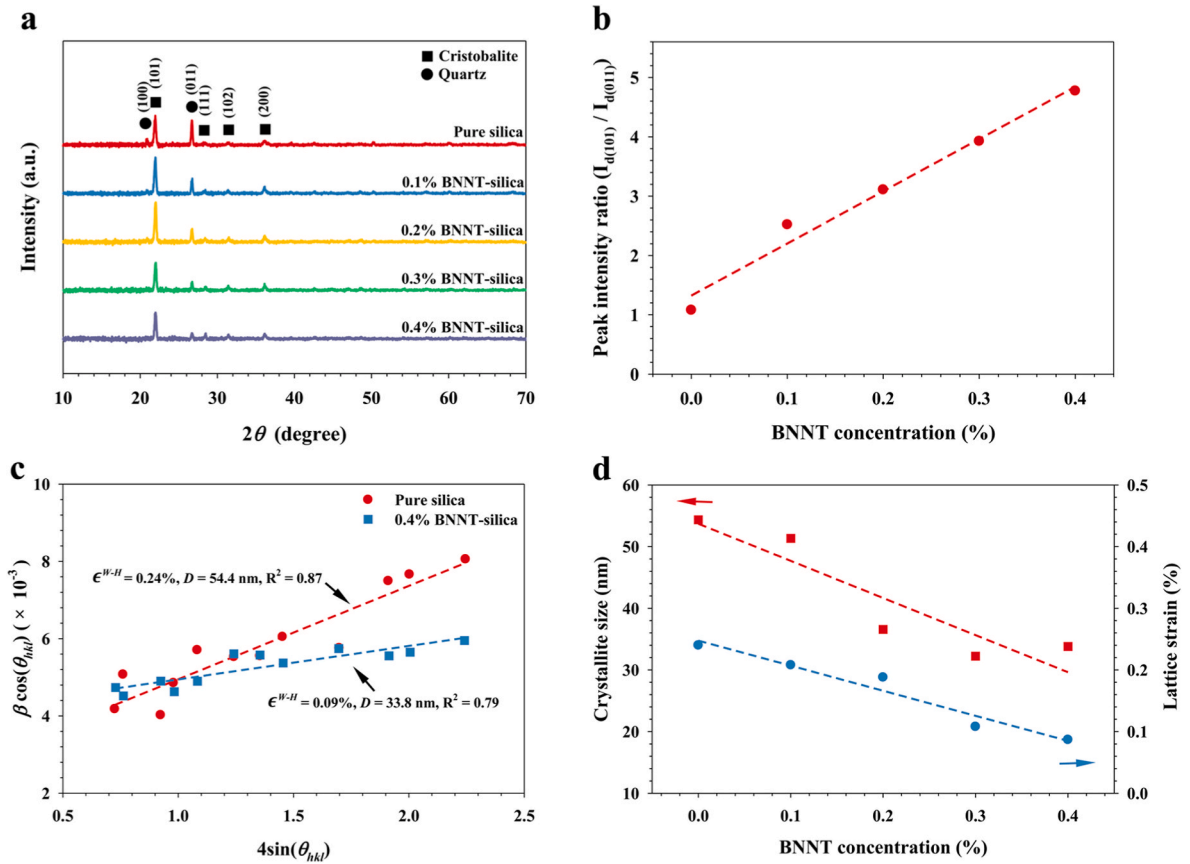 a
■ Cristobalite
● Quartz
(100)
(101)
(011)
(111)
(102)
(200)
Pure silica
0.1% BNNT-silica
0.2% BNNT-silica
0.3% BNNT-silica
0.4% BNNT-silica
Intensity (a.u.)
10 20 30 40 50 60 70
2θ (degree)
b
Peak intensity ratio (I_d(101) / I_d(011))
5
4
3
2
1
0
0.0 0.1 0.2 0.3 0.4
BNNT concentration (%)
c
β cos(θ_hkl) ( × 10⁻³)
10
8
6
4
2
Pure silica
0.4% BNNT-silica
ϵ^W-H = 0.24%, D = 54.4 nm, R² = 0.87
ϵ^W-H = 0.09%, D = 33.8 nm, R² = 0.79
0.5 1.0 1.5 2.0 2.5
4sin(θ_hkl)
d
Crystallite size (nm)
60
50
40
30
20
10
0.5
0.4
0.3
0.2
0.1
0.0
Lattice strain (%)
0.0 0.1 0.2 0.3 0.4
BNNT concentration (%)